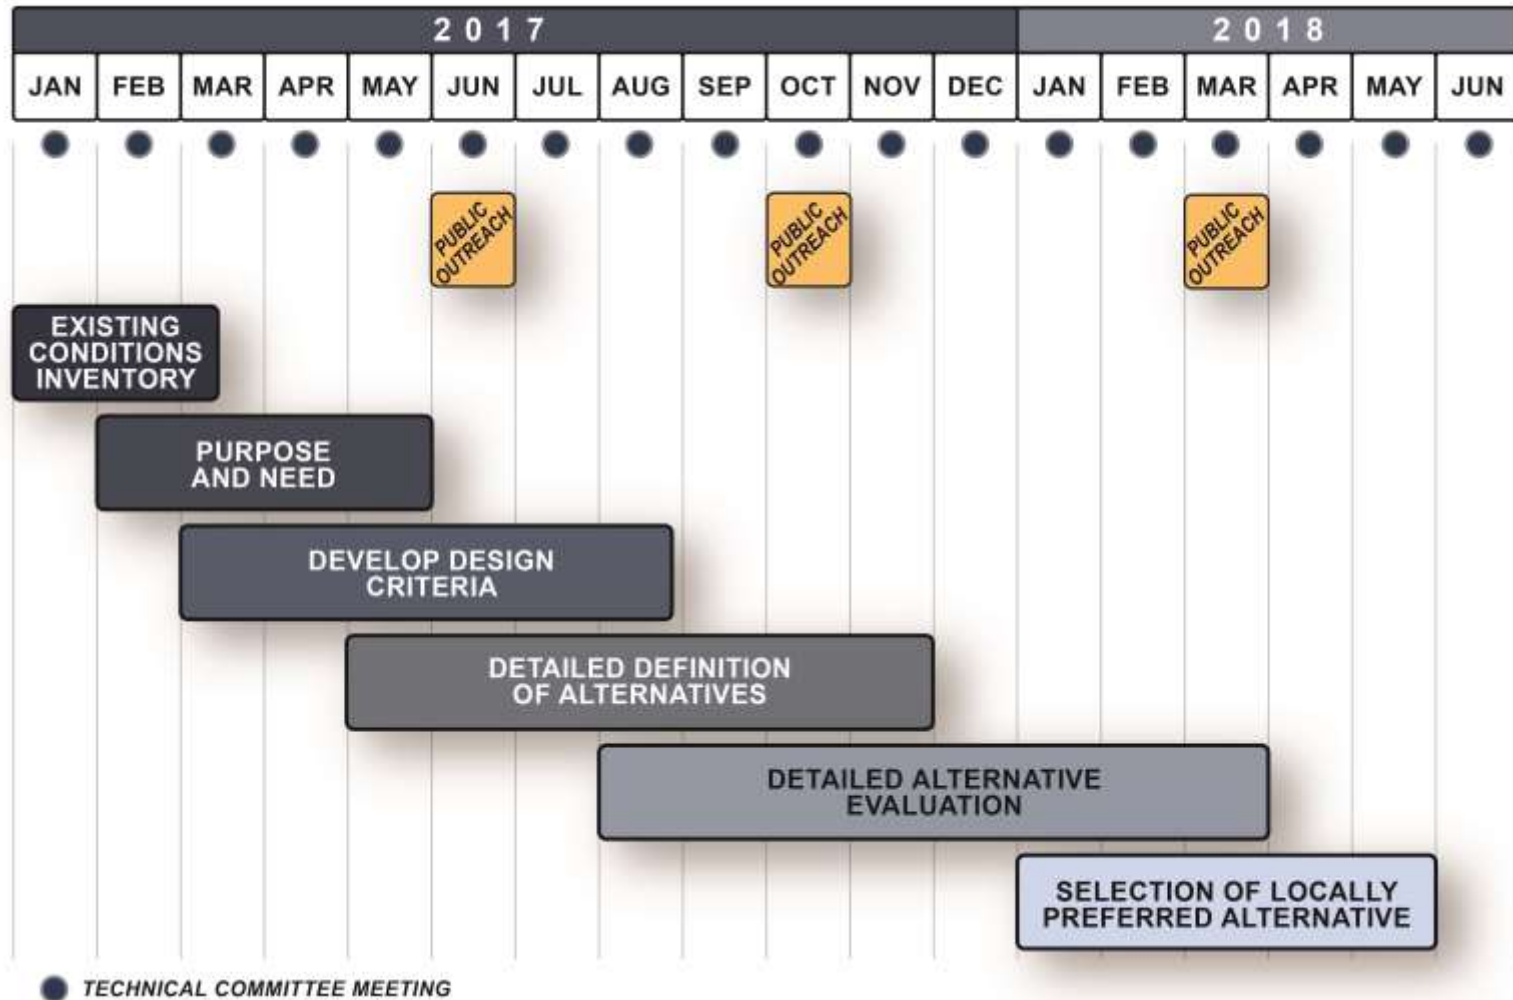 2017 2018
JAN FEB MAR APR MAY JUN JUL AUG SEP OCT NOV DEC JAN FEB MAR APR MAY JUN
PUBLIC
OUTREACH
PUBLIC
OUTREACH
PUBLIC
OUTREACH
EXISTING
CONDITIONS
INVENTORY
PURPOSE
AND NEED
DEVELOP DESIGN
CRITERIA
DETAILED DEFINITION
OF ALTERNATIVES
DETAILED ALTERNATIVE
EVALUATION
SELECTION OF LOCALLY
PREFERRED ALTERNATIVE
TECHNICAL COMMITTEE MEETING